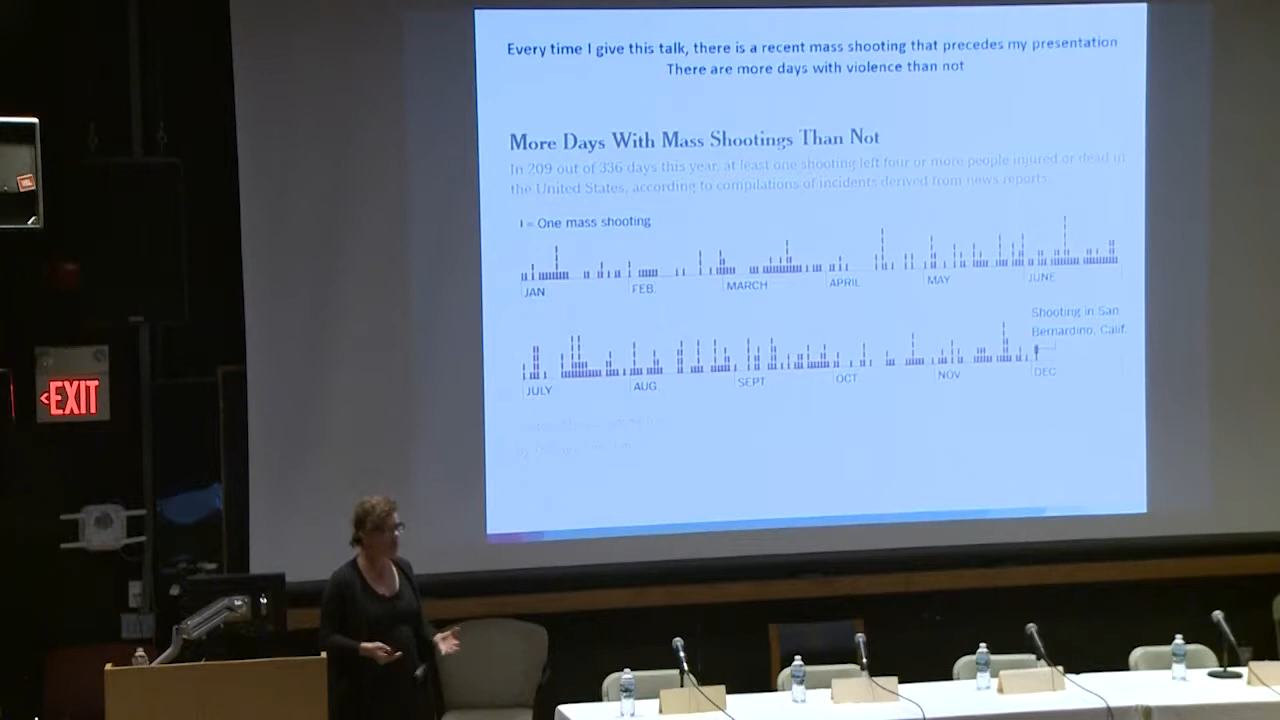 Every time I give this talk, there is a recent mass shooting that precedes my presentation
There are more days with violence than not
More Days With Mass Shootings Than Not
In 209 out of 336 days this year, at least one shooting left four or more people injured or dead in
the United States, according to compilations of incidents derived from news reports.
= One mass shooting
JAN
FEB.
MARCH
APRIL
MAY
JUNE
Shooting in San
Bernardino, Calif.
JULY
AUG.
SEPT
OCT
NOV
DEC
<EXIT